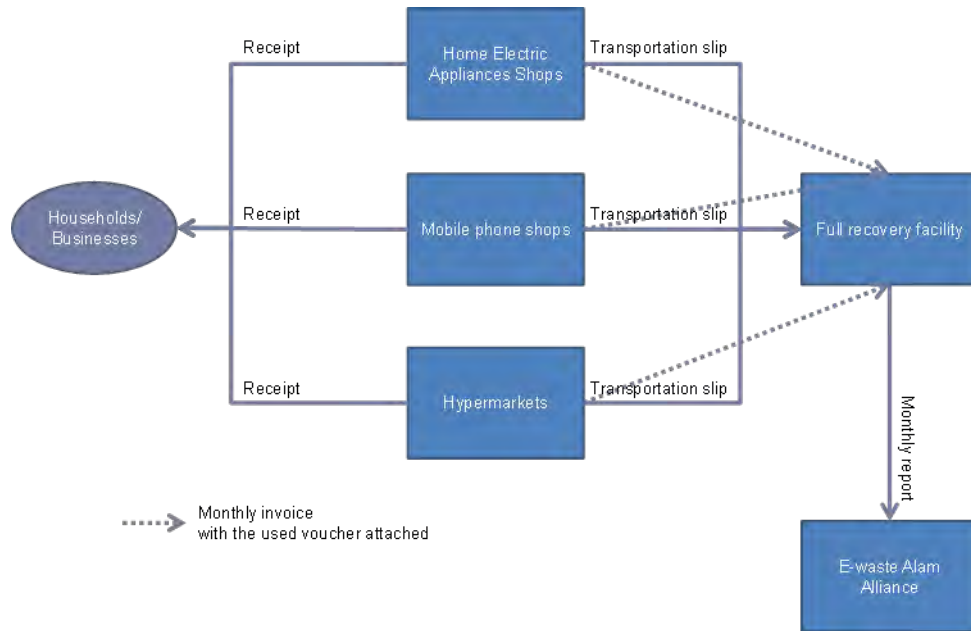 Receipt
Home Electric
Appliances Shops
Transportation slip
Households/
Businesses
Receipt
Mobile phone shops
Transportation slip
Full recovery facility
Receipt
Hypermarkets
Transportation slip
Monthly report
Monthly invoice
with the used voucher attached
E-waste Alam
Alliance